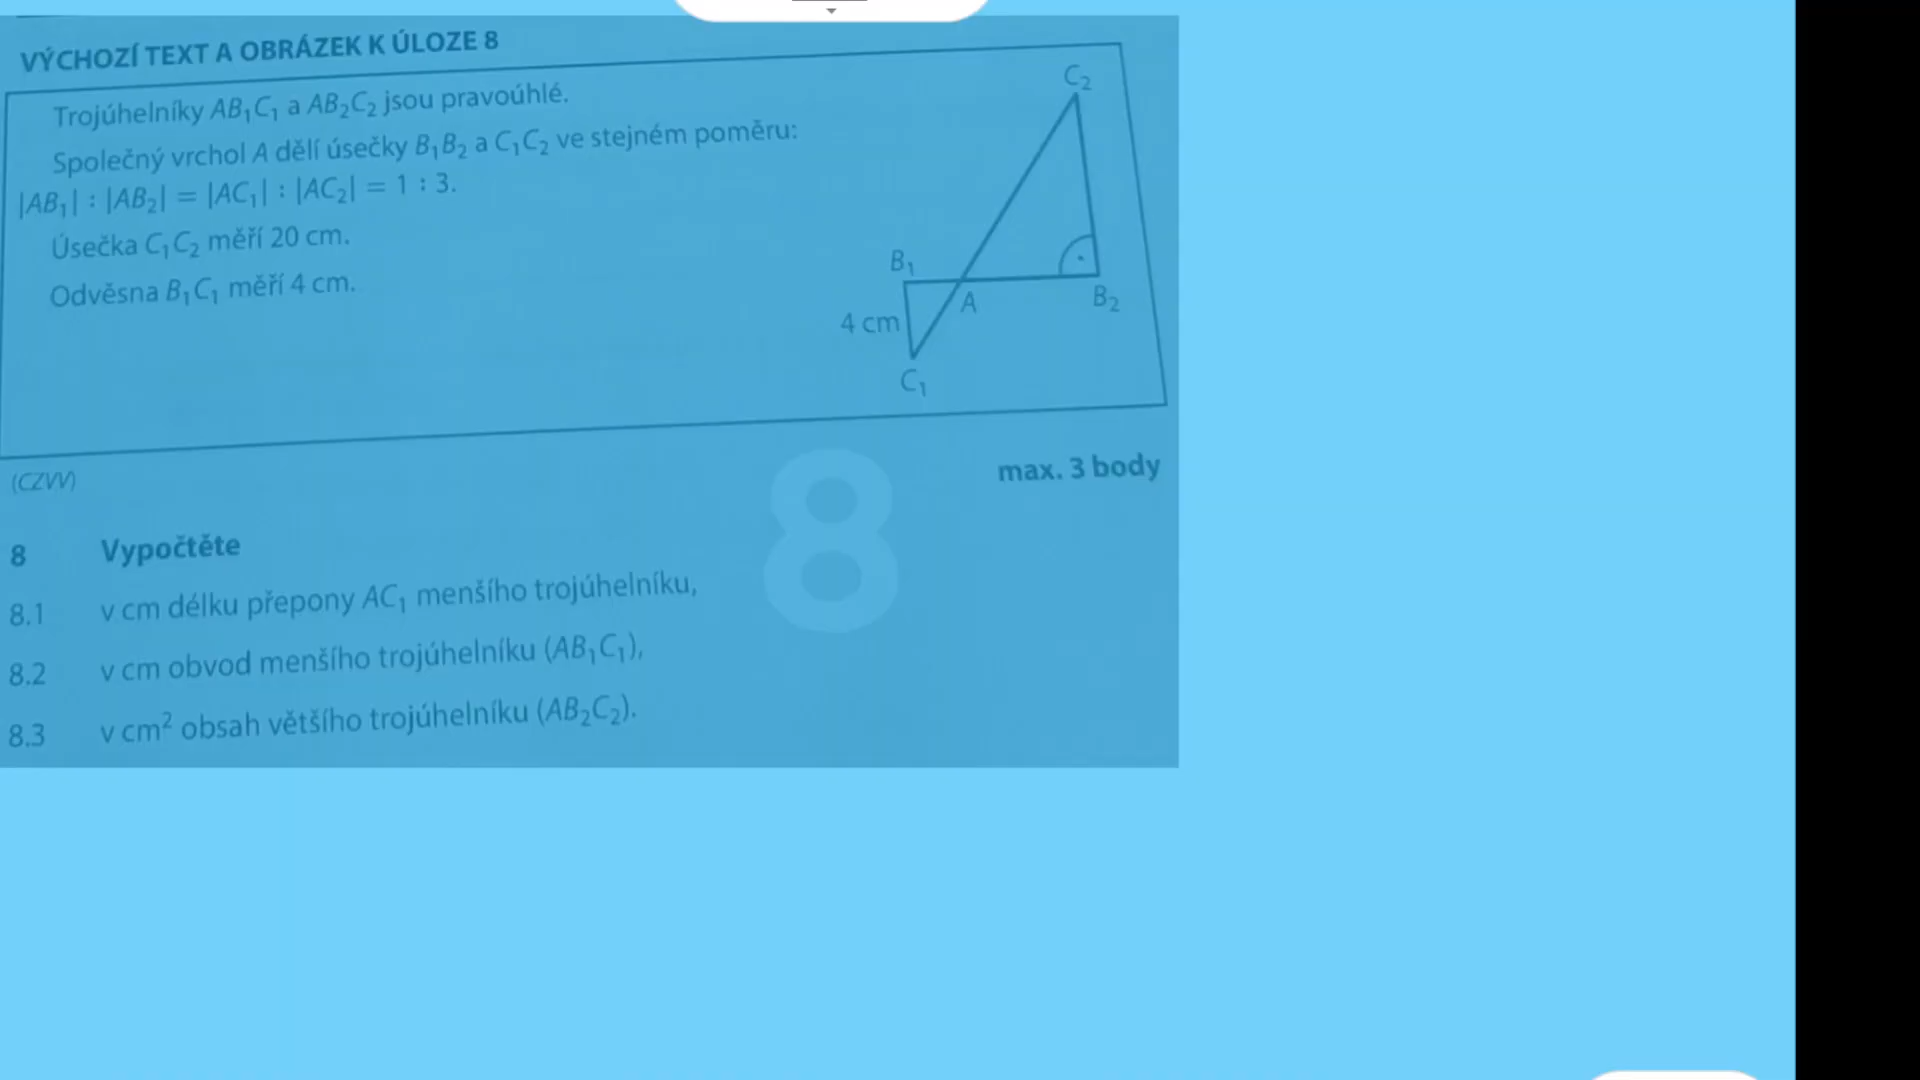 VÝCHOZÍ TEXT A OBRÁZEK K ÚLOZE 8
Trojúhelníky AB₁C₁ a AB₂C₂ jsou pravoúhlé.
Společný vrchol A dělí úsečky B₁B₂ a C₁C₂ ve stejném poměru:
|AB₁| : |AB₂| = |AC₁| : |AC₂| = 1 : 3.
Úsečka C₁C₂ měří 20 cm.
Odvěsna B₁C₁ měří 4 cm.
C₂
B₁
A
B₂
4 cm
C₁
(CZVV)
max. 3 body
8
8 Vypočtěte
8.1 v cm délku přepony AC₁ menšího trojúhelníku,
8.2 v cm obvod menšího trojúhelníku (AB₁C₁),
8.3 v cm² obsah většího trojúhelníku (AB₂C₂).